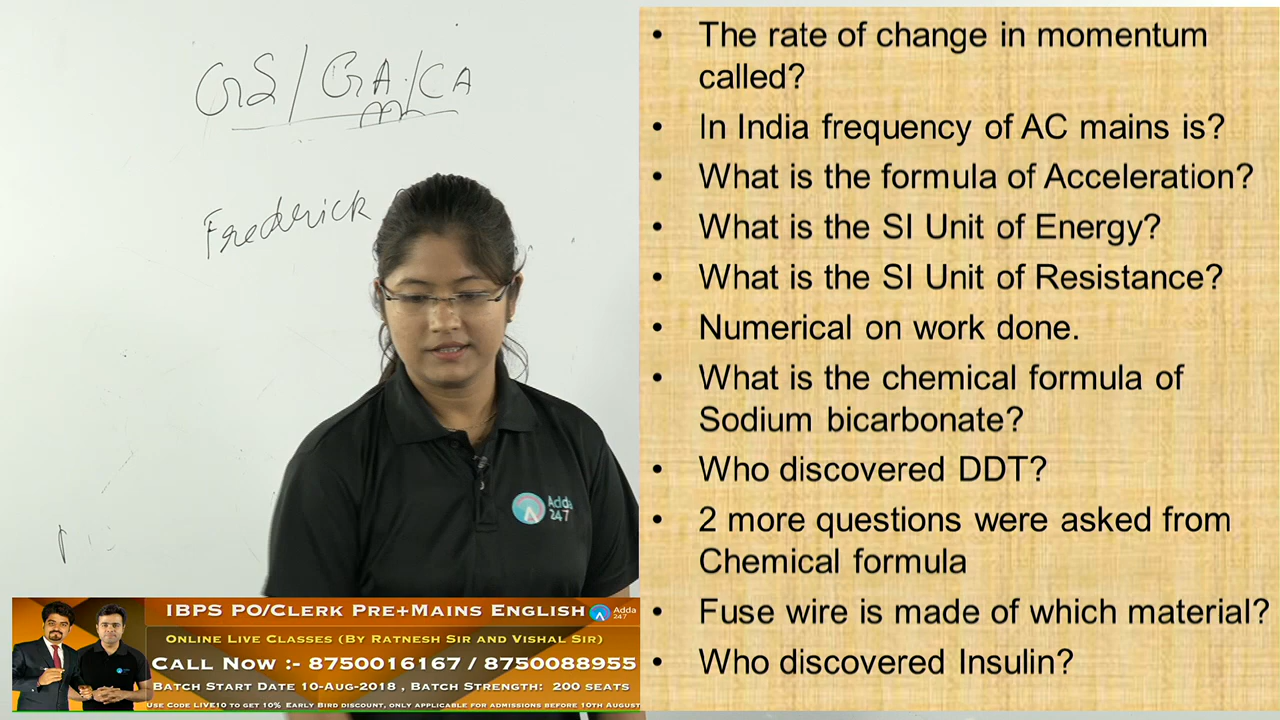 GS/GA/CA
Frederick
• The rate of change in momentum
called?
• In India frequency of AC mains is?
• What is the formula of Acceleration?
• What is the SI Unit of Energy?
• What is the SI Unit of Resistance?
• Numerical on work done.
• What is the chemical formula of
Sodium bicarbonate?
• Who discovered DDT?
• 2 more questions were asked from
Chemical formula
• Fuse wire is made of which material?
• Who discovered Insulin?
Adda
247
IBPS PO/Clerk Pre+Mains English
Adda
247
Online Live Classes (By Ratnesh Sir and Vishal Sir)
Call Now :- 8750016167 / 8750088955
Batch Start Date 10-Aug-2018 , Batch Strength: 200 seats
Use Code LIVE10 to get 10% Early Bird discount, only applicable for admissions before 10th August